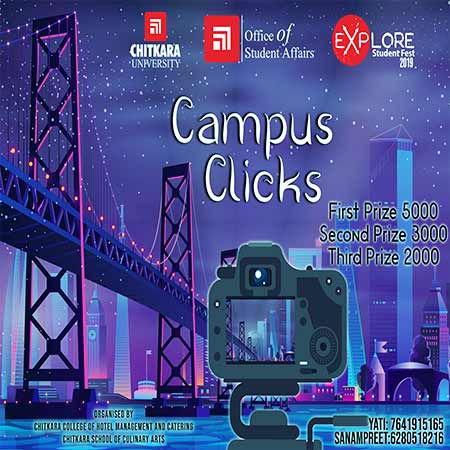 CHITKARA
UNIVERSITY
Office of
Student Affairs
EXPLORE
Student Fest
2019
Campus
Clicks
First Prize 5000
Second Prize 3000
Third Prize 2000
ORGANISED BY
CHITKARA COLLEGE OF HOTEL MANAGEMENT AND CATERING
CHITKARA SCHOOL OF CULINARY ARTS
YATI: 7641915165
SANAMPREET:6280518216